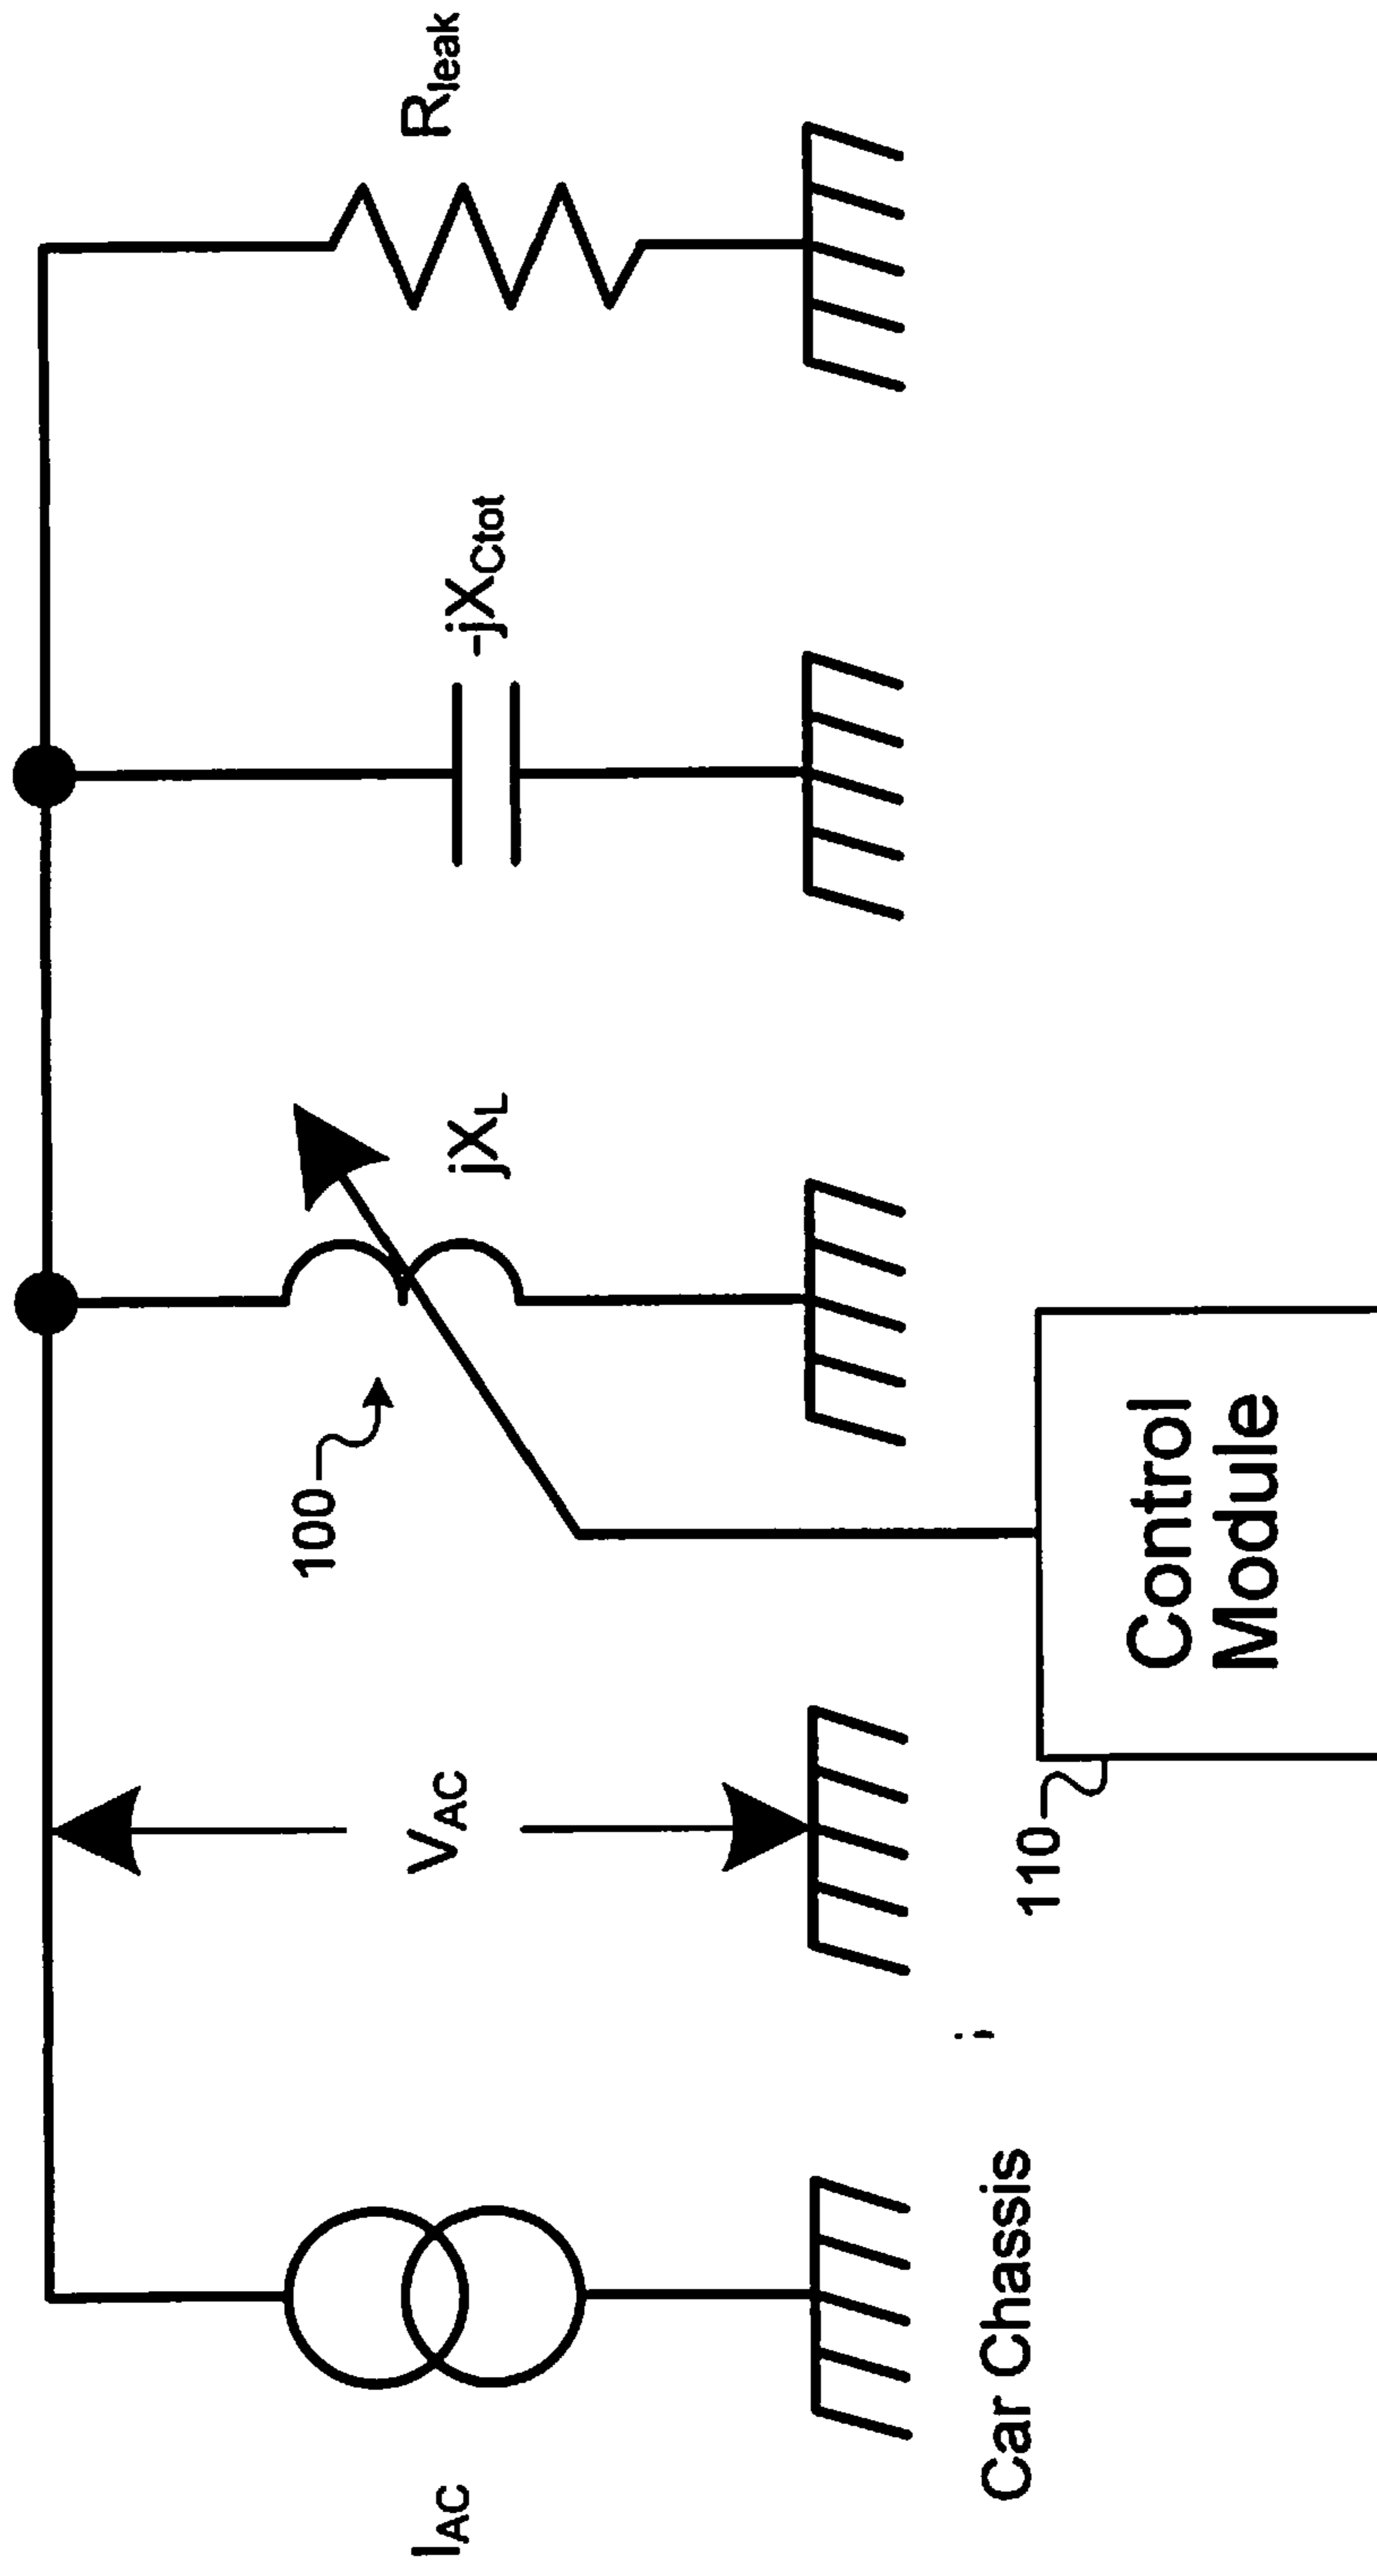 I_AC
V_AC
100
jX_L
-jX_Ctot
R_leak
Car Chassis
110
Control
Module